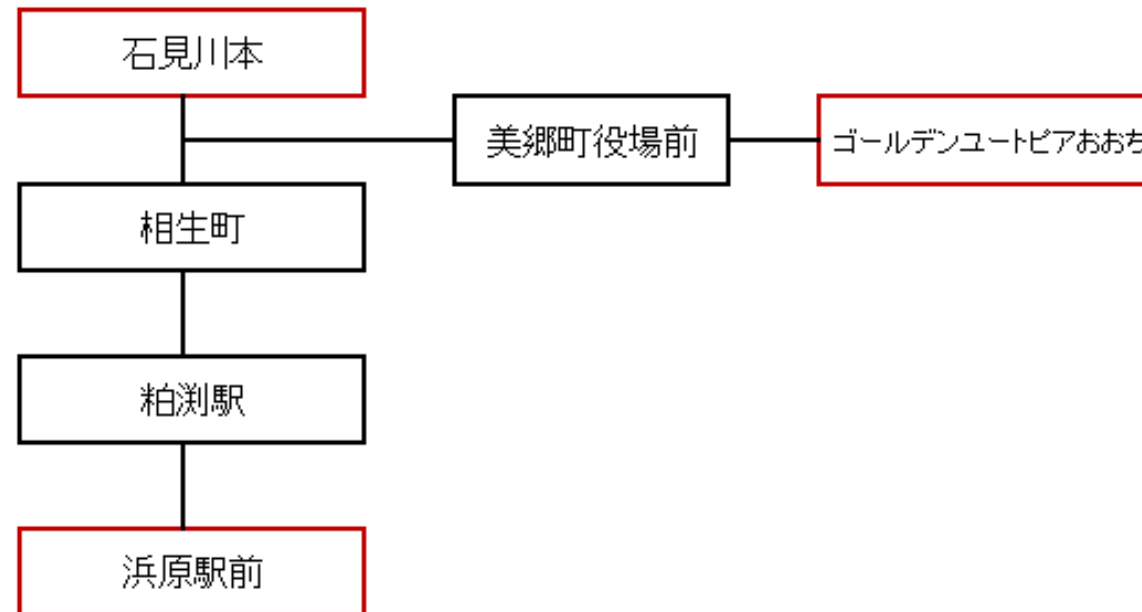 石見川本
美郷町役場前
ゴールデンユートピアおおち
相生町
粕渕駅
浜原駅前